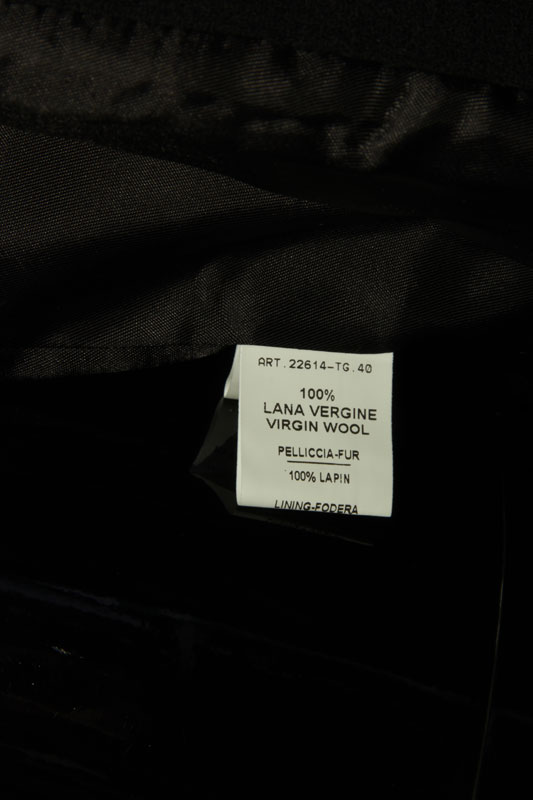 ART.22614-TG.40
100%
LANA VERGINE
VIRGIN WOOL
PELLICCIA-FUR
100% LAPIN
LINING-FODERA